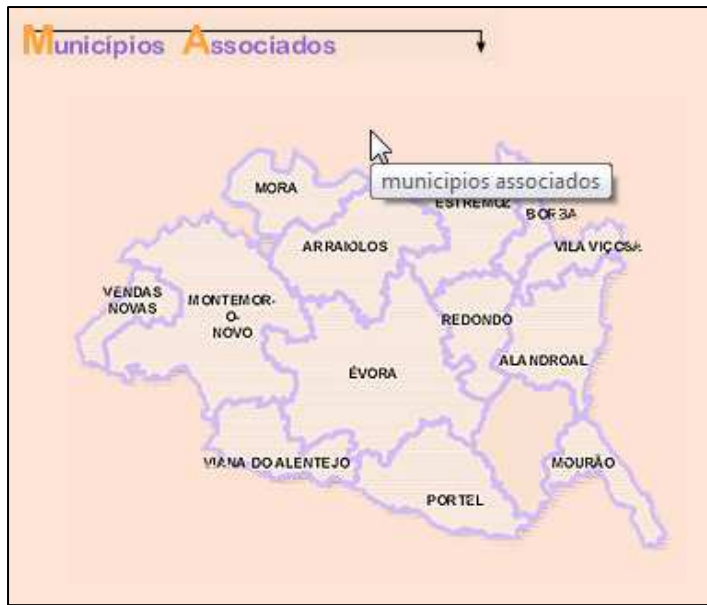 Municípios Associados
municipios associados
MORA
ESTREMOZ
BORBA
ARRAIOLOS
VILA VIÇOSA
VENDAS
NOVAS
MONTEMOR-
O-
NOVO
REDONDO
ÉVORA
ALANDROAL
VIANA DO ALENTEJO
MOURÃO
PORTEL